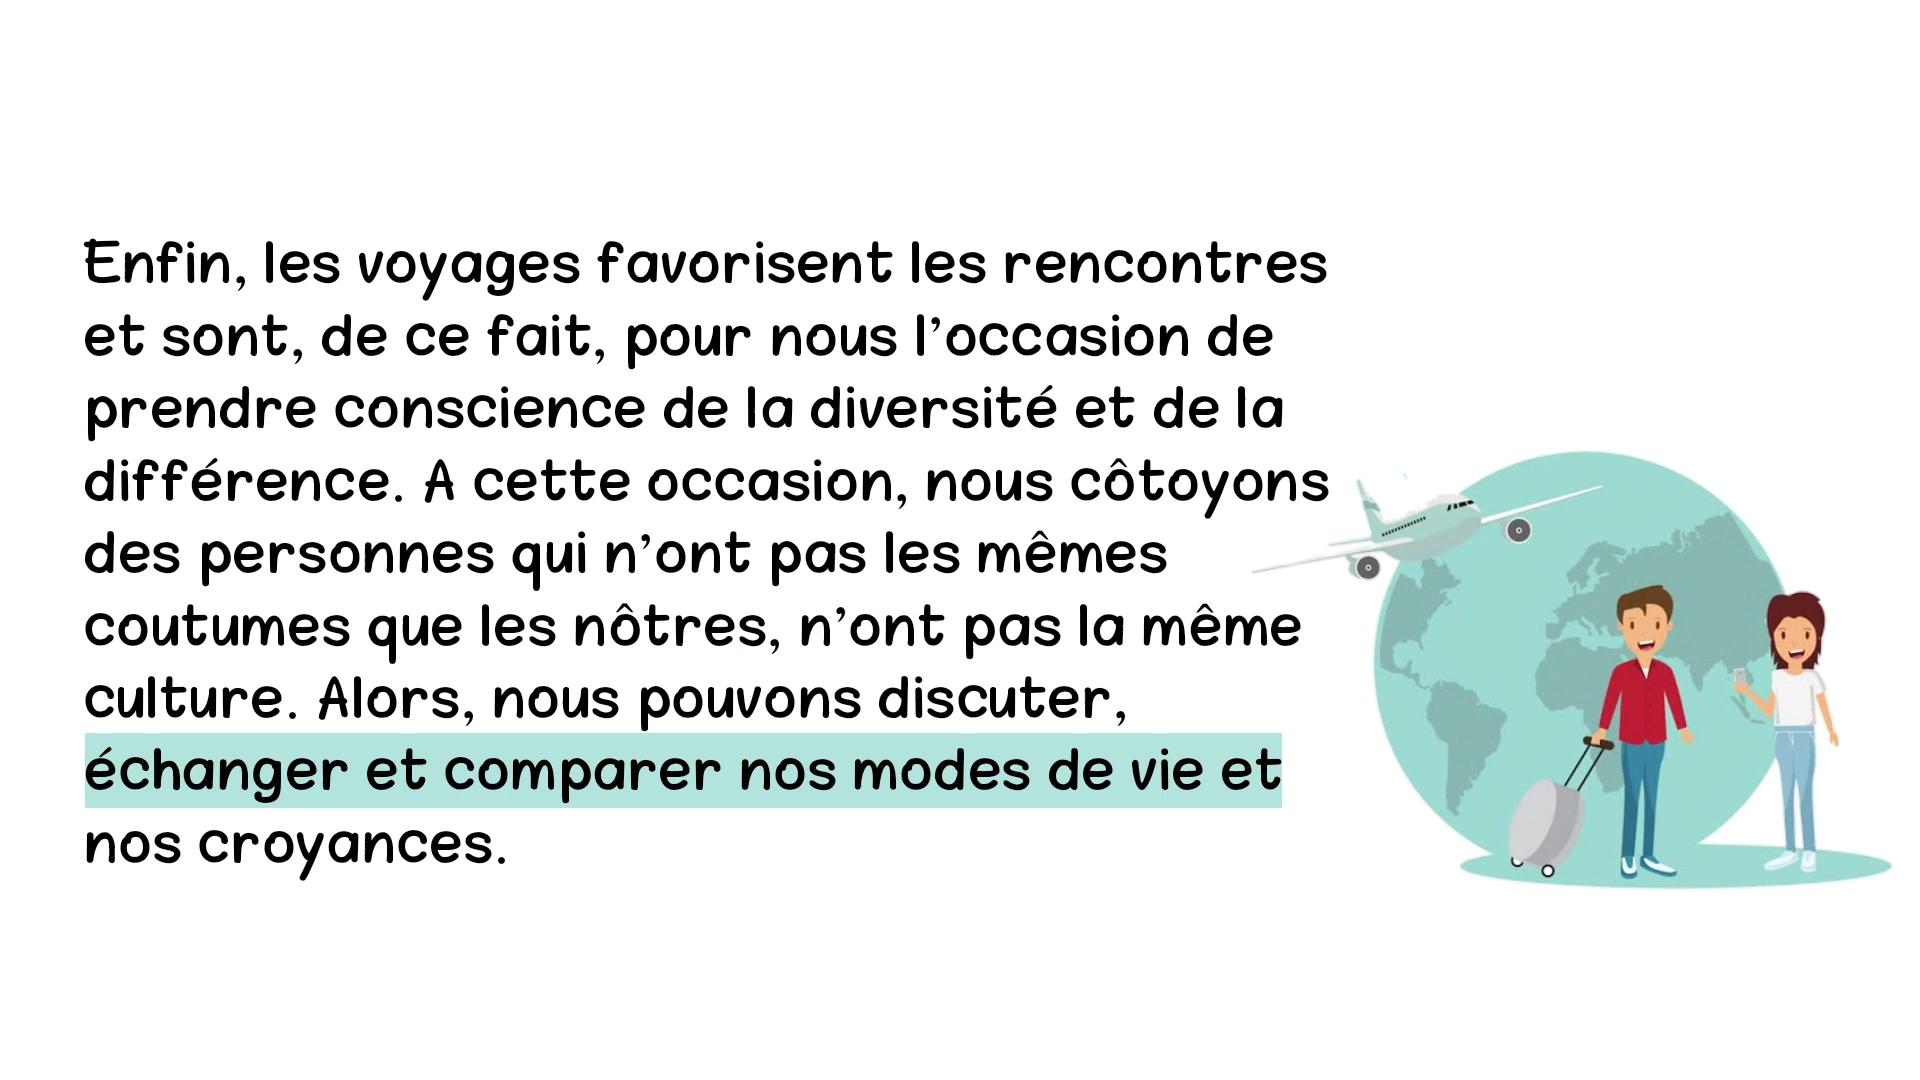 Enfin, les voyages favorisent les rencontres
et sont, de ce fait, pour nous l’occasion de
prendre conscience de la diversité et de la
différence. A cette occasion, nous côtoyons
des personnes qui n’ont pas les mêmes
coutumes que les nôtres, n’ont pas la même
culture. Alors, nous pouvons discuter,
échanger et comparer nos modes de vie et
nos croyances.